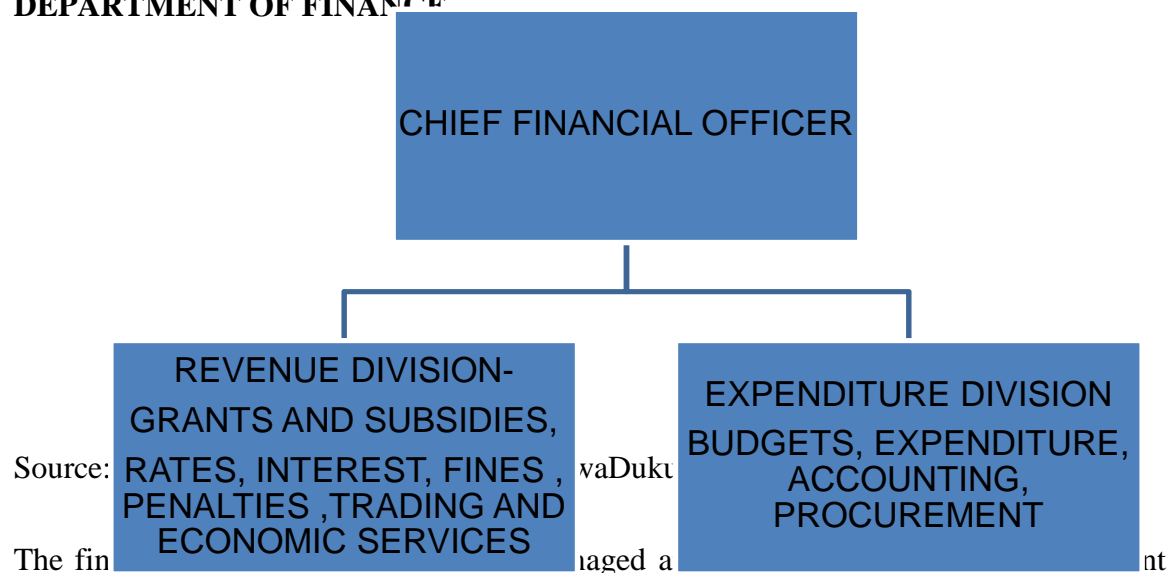 DEPARTMENT OF FINANCE
CHIEF FINANCIAL OFFICER
REVENUE DIVISION-
GRANTS AND SUBSIDIES,
RATES, INTEREST, FINES ,
PENALTIES ,TRADING AND
ECONOMIC SERVICES
EXPENDITURE DIVISION
BUDGETS, EXPENDITURE,
ACCOUNTING,
PROCUREMENT
Source:
The